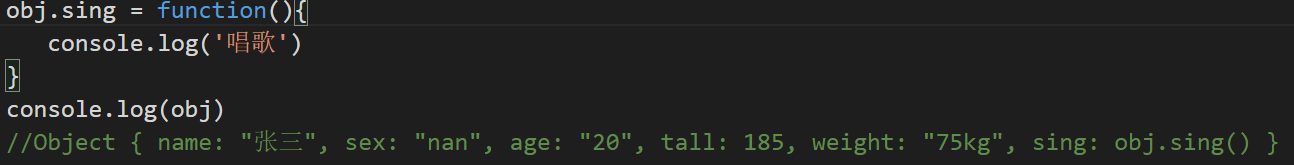 obj.sing = function(){
console.log('唱歌')
}
console.log(obj)
//Object { name: "张三", sex: "nan", age: "20", tall: 185, weight: "75kg", sing: obj.sing() }